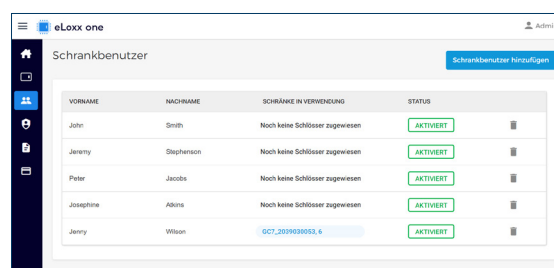 eLoxx one
Admi
Schrankbenutzer
Schrankbenutzer hinzufügen
VORNAME NACHNAME SCHRÄNKE IN VERWENDUNG STATUS
John Smith Noch keine Schlösser zugewiesen AKTIVIERT
Jeremy Stephenson Noch keine Schlösser zugewiesen AKTIVIERT
Peter Jacobs Noch keine Schlösser zugewiesen AKTIVIERT
Josephine Atkins Noch keine Schlösser zugewiesen AKTIVIERT
Jenny Wilson GC7_2039030053, 6 AKTIVIERT